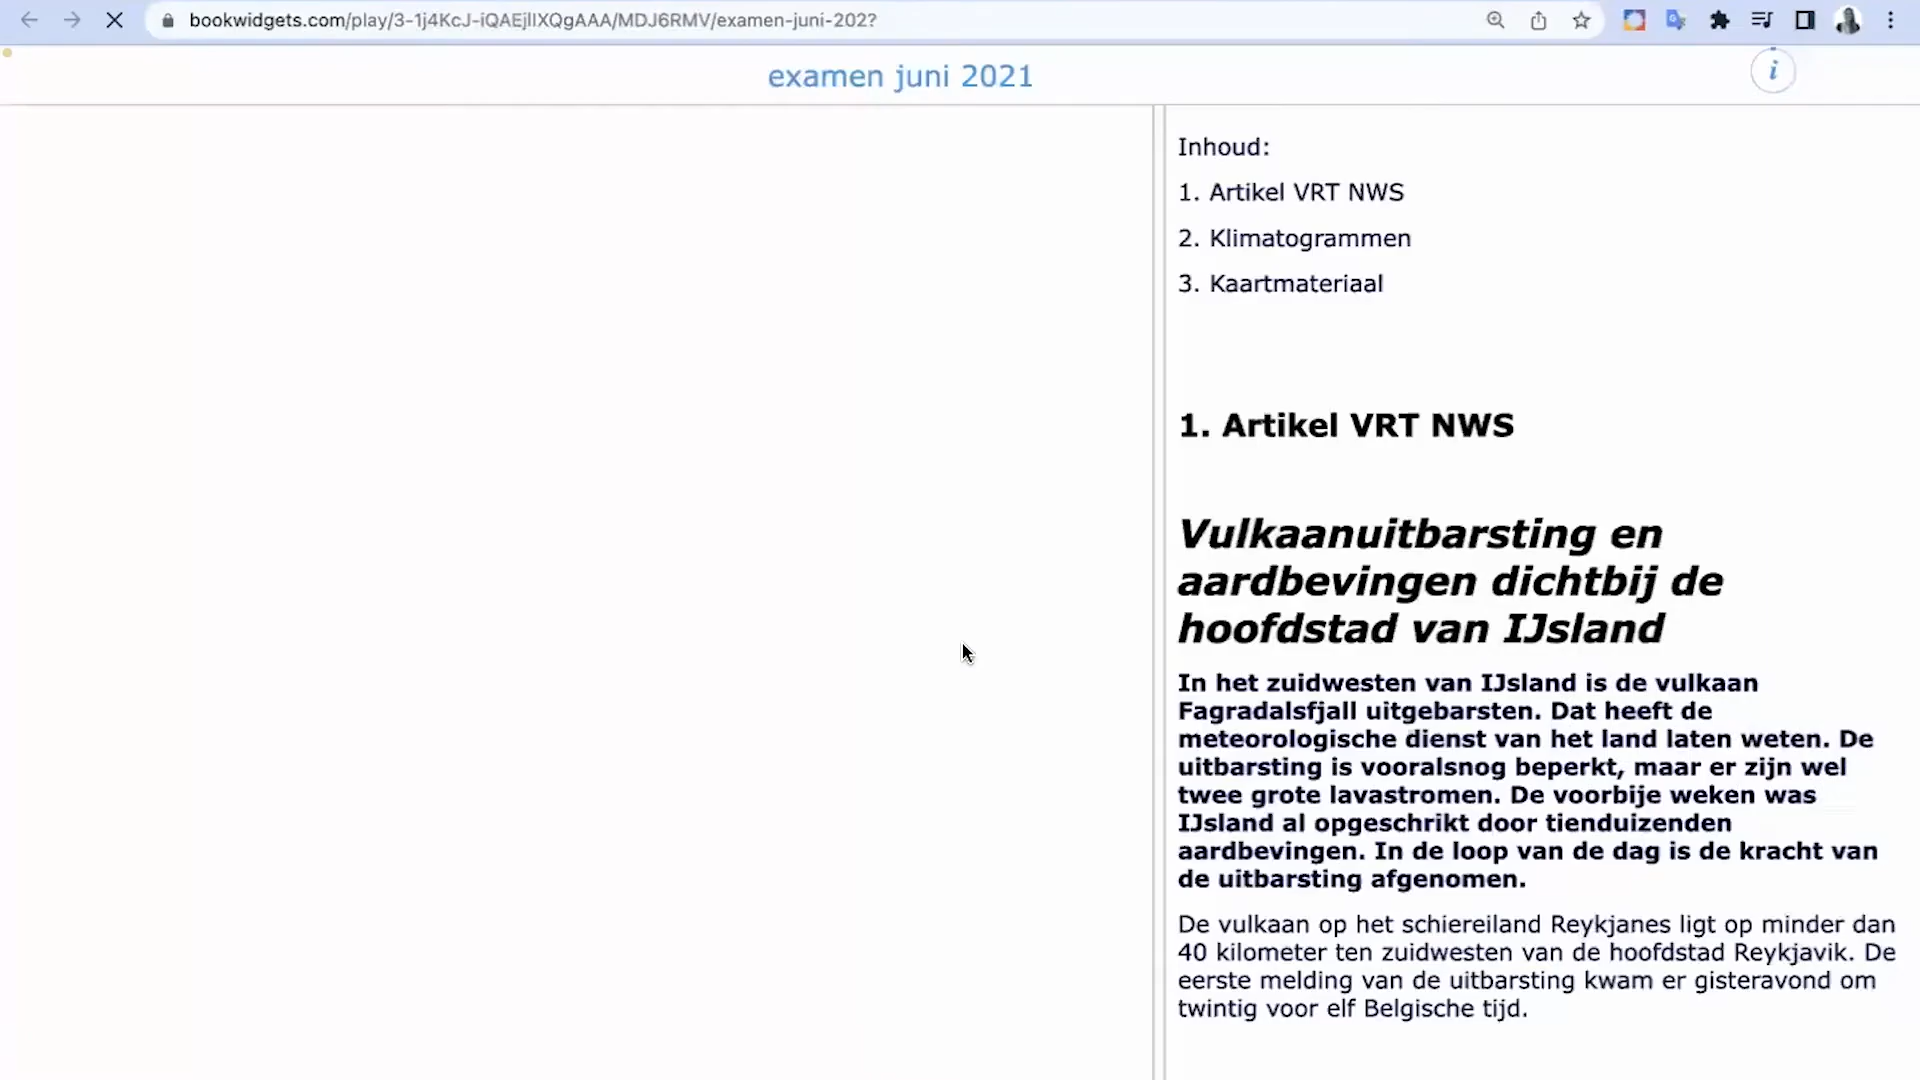 bookwidgets.com/play/3-1j4KcJ-iQAEjlIXQgAAA/MDJ6RMV/examen-juni-202?
examen juni 2021
i
Inhoud:
1. Artikel VRT NWS
2. Klimatogrammen
3. Kaartmateriaal
1. Artikel VRT NWS
Vulkaanuitbarsting en
aardbevingen dichtbij de
hoofdstad van IJsland
In het zuidwesten van IJsland is de vulkaan
Fagradalsfjall uitgebarsten. Dat heeft de
meteorologische dienst van het land laten weten. De
uitbarsting is vooralsnog beperkt, maar er zijn wel
twee grote lavastromen. De voorbije weken was
IJsland al opgeschrikt door tienduizenden
aardbevingen. In de loop van de dag is de kracht van
de uitbarsting afgenomen.
De vulkaan op het schiereiland Reykjanes ligt op minder dan
40 kilometer ten zuidwesten van de hoofdstad Reykjavik. De
eerste melding van de uitbarsting kwam er gisteravond om
twintig voor elf Belgische tijd.